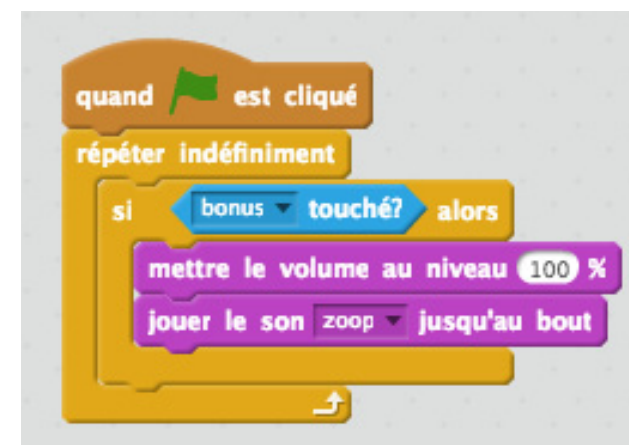 quand est cliqué
répéter indéfiniment
si bonus touché? alors
mettre le volume au niveau 100 %
jouer le son zoop jusqu'au bout